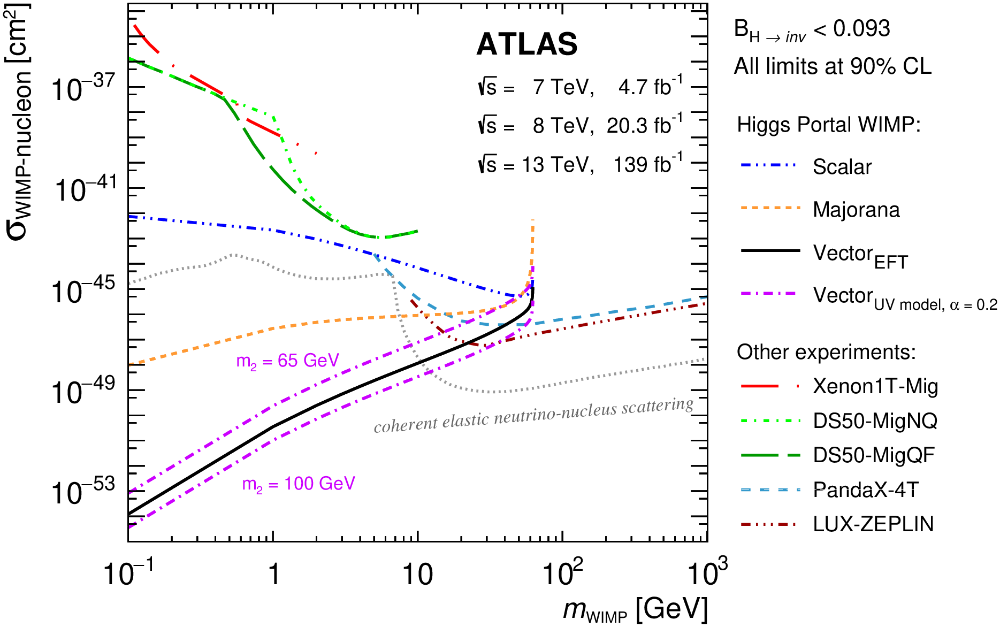 σWIMP-nucleon [cm²]
10⁻³⁷
10⁻⁴¹
10⁻⁴⁵
10⁻⁴⁹
10⁻⁵³
ATLAS
√s = 7 TeV, 4.7 fb⁻¹
√s = 8 TeV, 20.3 fb⁻¹
√s = 13 TeV, 139 fb⁻¹
m₂ = 65 GeV
m₂ = 100 GeV
coherent elastic neutrino-nucleus scattering
10⁻¹ 1 10 10² 10³
mWIMP [GeV]
BH → inv < 0.093
All limits at 90% CL
Higgs Portal WIMP:
Scalar
Majorana
VectorEFT
VectorUV model, α = 0.2
Other experiments:
Xenon1T-Mig
DS50-MigNQ
DS50-MigQF
PandaX-4T
LUX-ZEPLIN